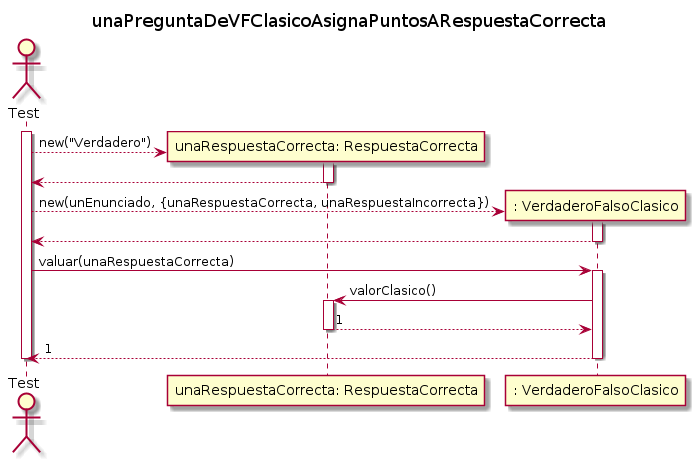 unaPreguntaDeVFClasicoAsignaPuntosARespuestaCorrecta
Test
new("Verdadero")
unaRespuestaCorrecta: RespuestaCorrecta
new(unEnunciado, {unaRespuestaCorrecta, unaRespuestaIncorrecta})
: VerdaderoFalsoClasico
valuar(unaRespuestaCorrecta)
valorClasico()
1
1
Test
unaRespuestaCorrecta: RespuestaCorrecta
: VerdaderoFalsoClasico